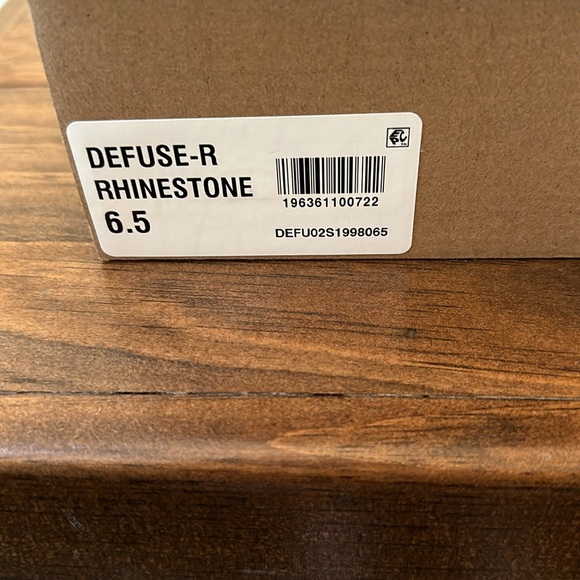 DEFUSE-R
RHINESTONE
6.5
196361100722
DEFU02S1998065